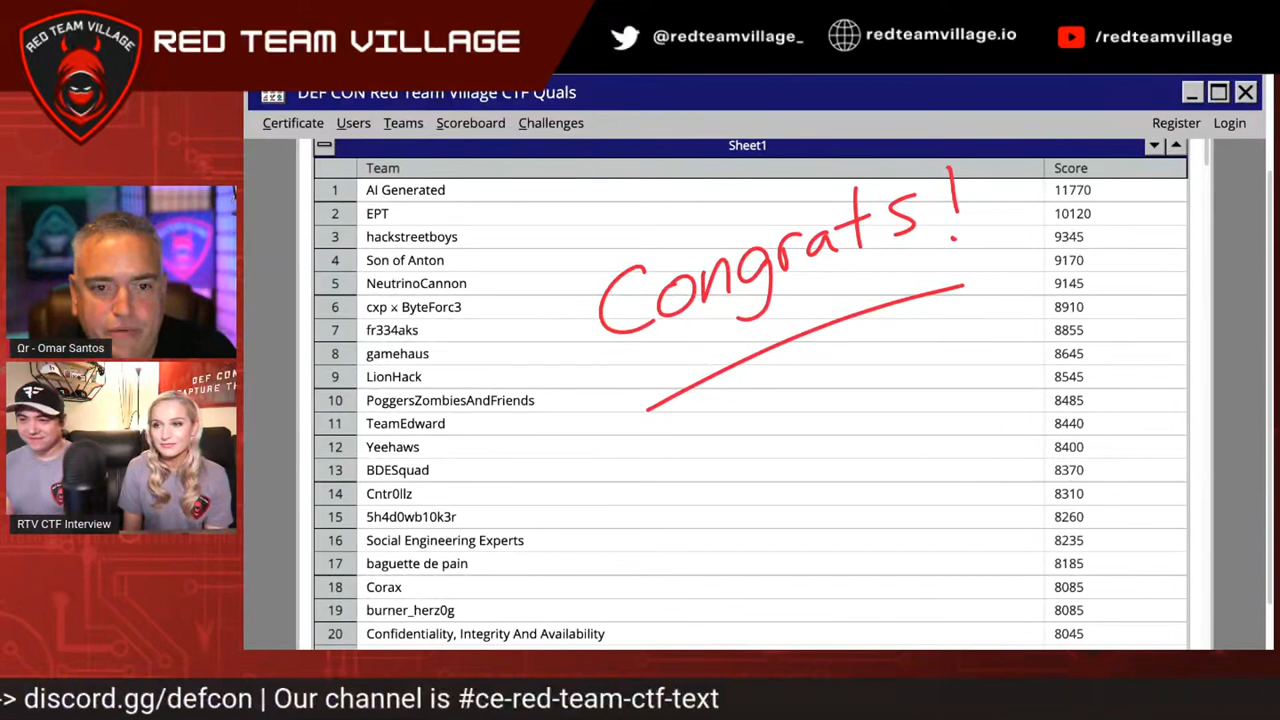 RED TEAM VILLAGE
RED TEAM VILLAGE
@redteamvillage_
redteamvillage.io
/redteamvillage
DEF CON Red Team Village CTF Quals
Certificate Users Teams Scoreboard Challenges Register Login
Sheet1
Team Score
1 AI Generated 11770
2 EPT 10120
3 hackstreetboys 9345
4 Son of Anton 9170
5 NeutrinoCannon 9145
6 cxp x ByteForc3 8910
7 fr334aks 8855
8 gamehaus 8645
9 LionHack 8545
10 PoggersZombiesAndFriends 8485
11 TeamEdward 8440
12 Yeehaws 8400
13 BDESquad 8370
14 Cntr0llz 8310
15 5h4d0wb10k3r 8260
16 Social Engineering Experts 8235
17 baguette de pain 8185
18 Corax 8085
19 burner_herz0g 8085
20 Confidentiality, Integrity And Availability 8045
Congrats!
Ωr - Omar Santos
DEF CON
RTV CTF Interview
-> discord.gg/defcon | Our channel is #ce-red-team-ctf-text